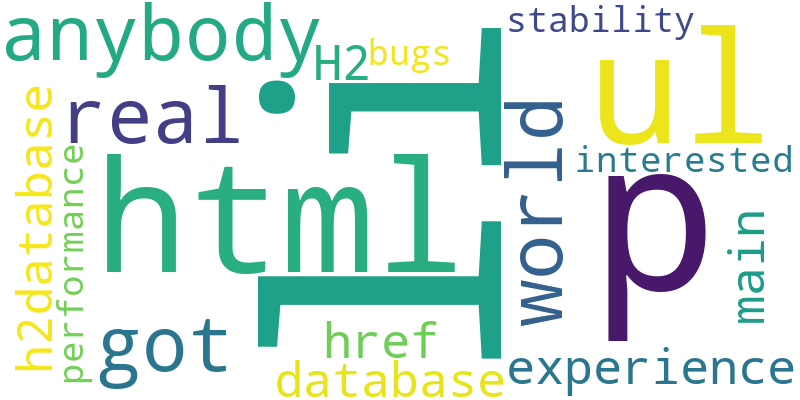 anybody
H2
bugs
stability
ul
real
li
world
interested
h2database
performance
html
p
main
got
href
database
experience